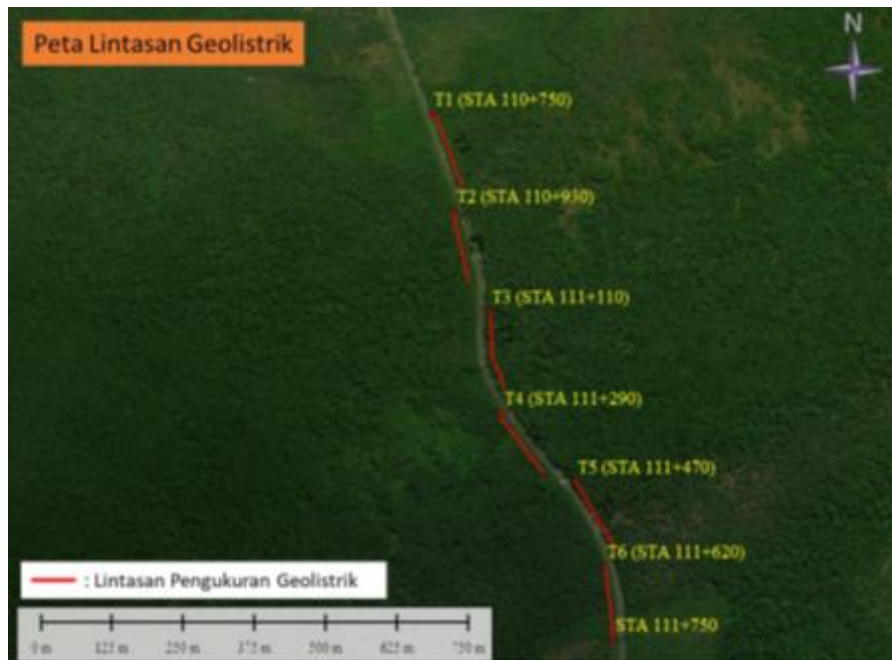 Peta Lintasan Geolistrik
N
T1 (STA 110+750)
T2 (STA 110+930)
T3 (STA 111+110)
T4 (STA 111+290)
T5 (STA 111+470)
T6 (STA 111+620)
STA 111+750
: Lintasan Pengukuran Geolistrik
0 m 125 m 250 m 375 m 500 m 625 m 750 m